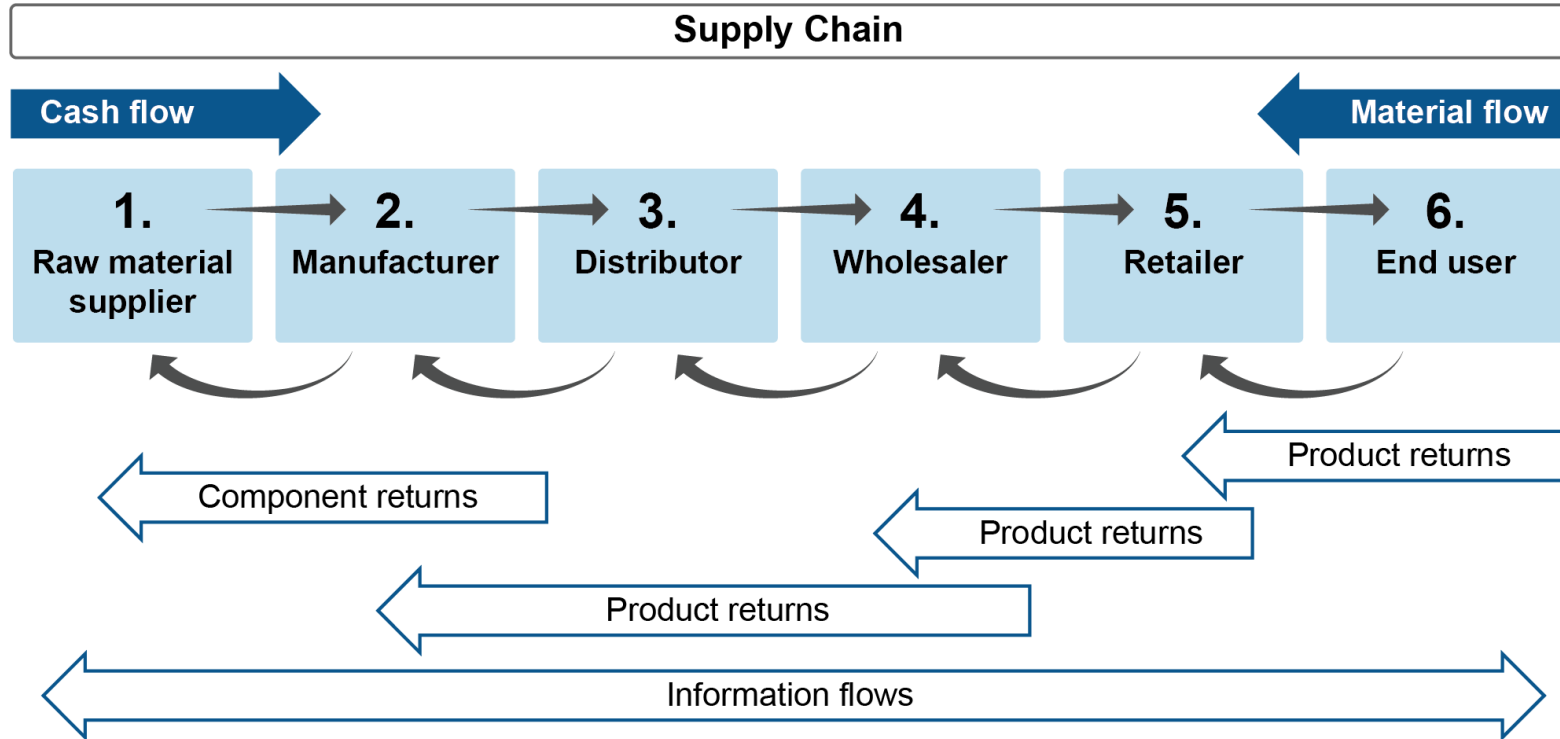 Supply Chain
Cash flow
Material flow
1.
Raw material
supplier
2.
Manufacturer
3.
Distributor
4.
Wholesaler
5.
Retailer
6.
End user
Product returns
Component returns
Product returns
Product returns
Information flows